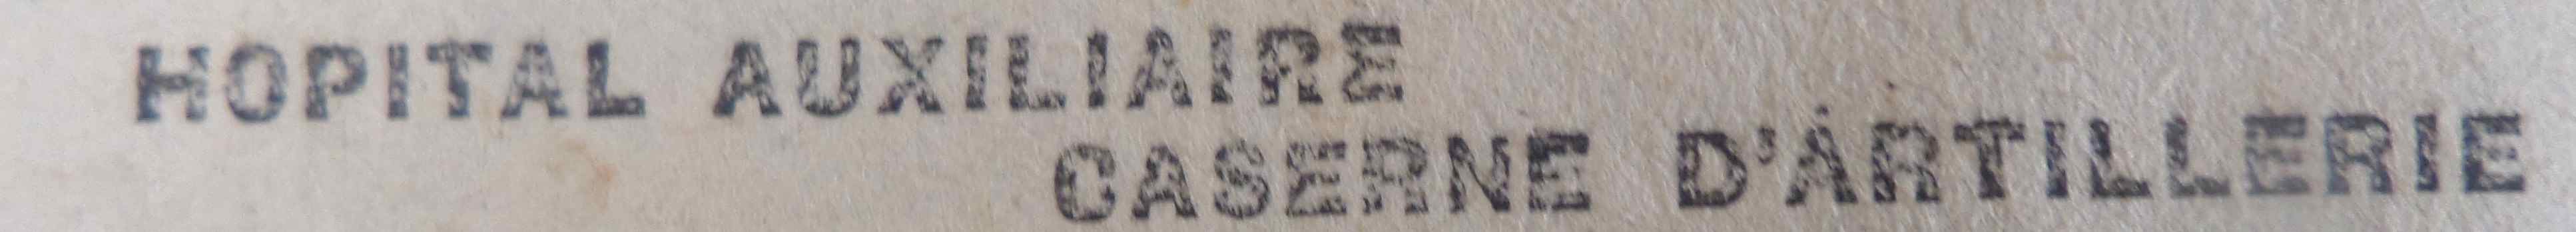 HOPITAL AUXILIAIRE
CASERNE D'ARTILLERIE